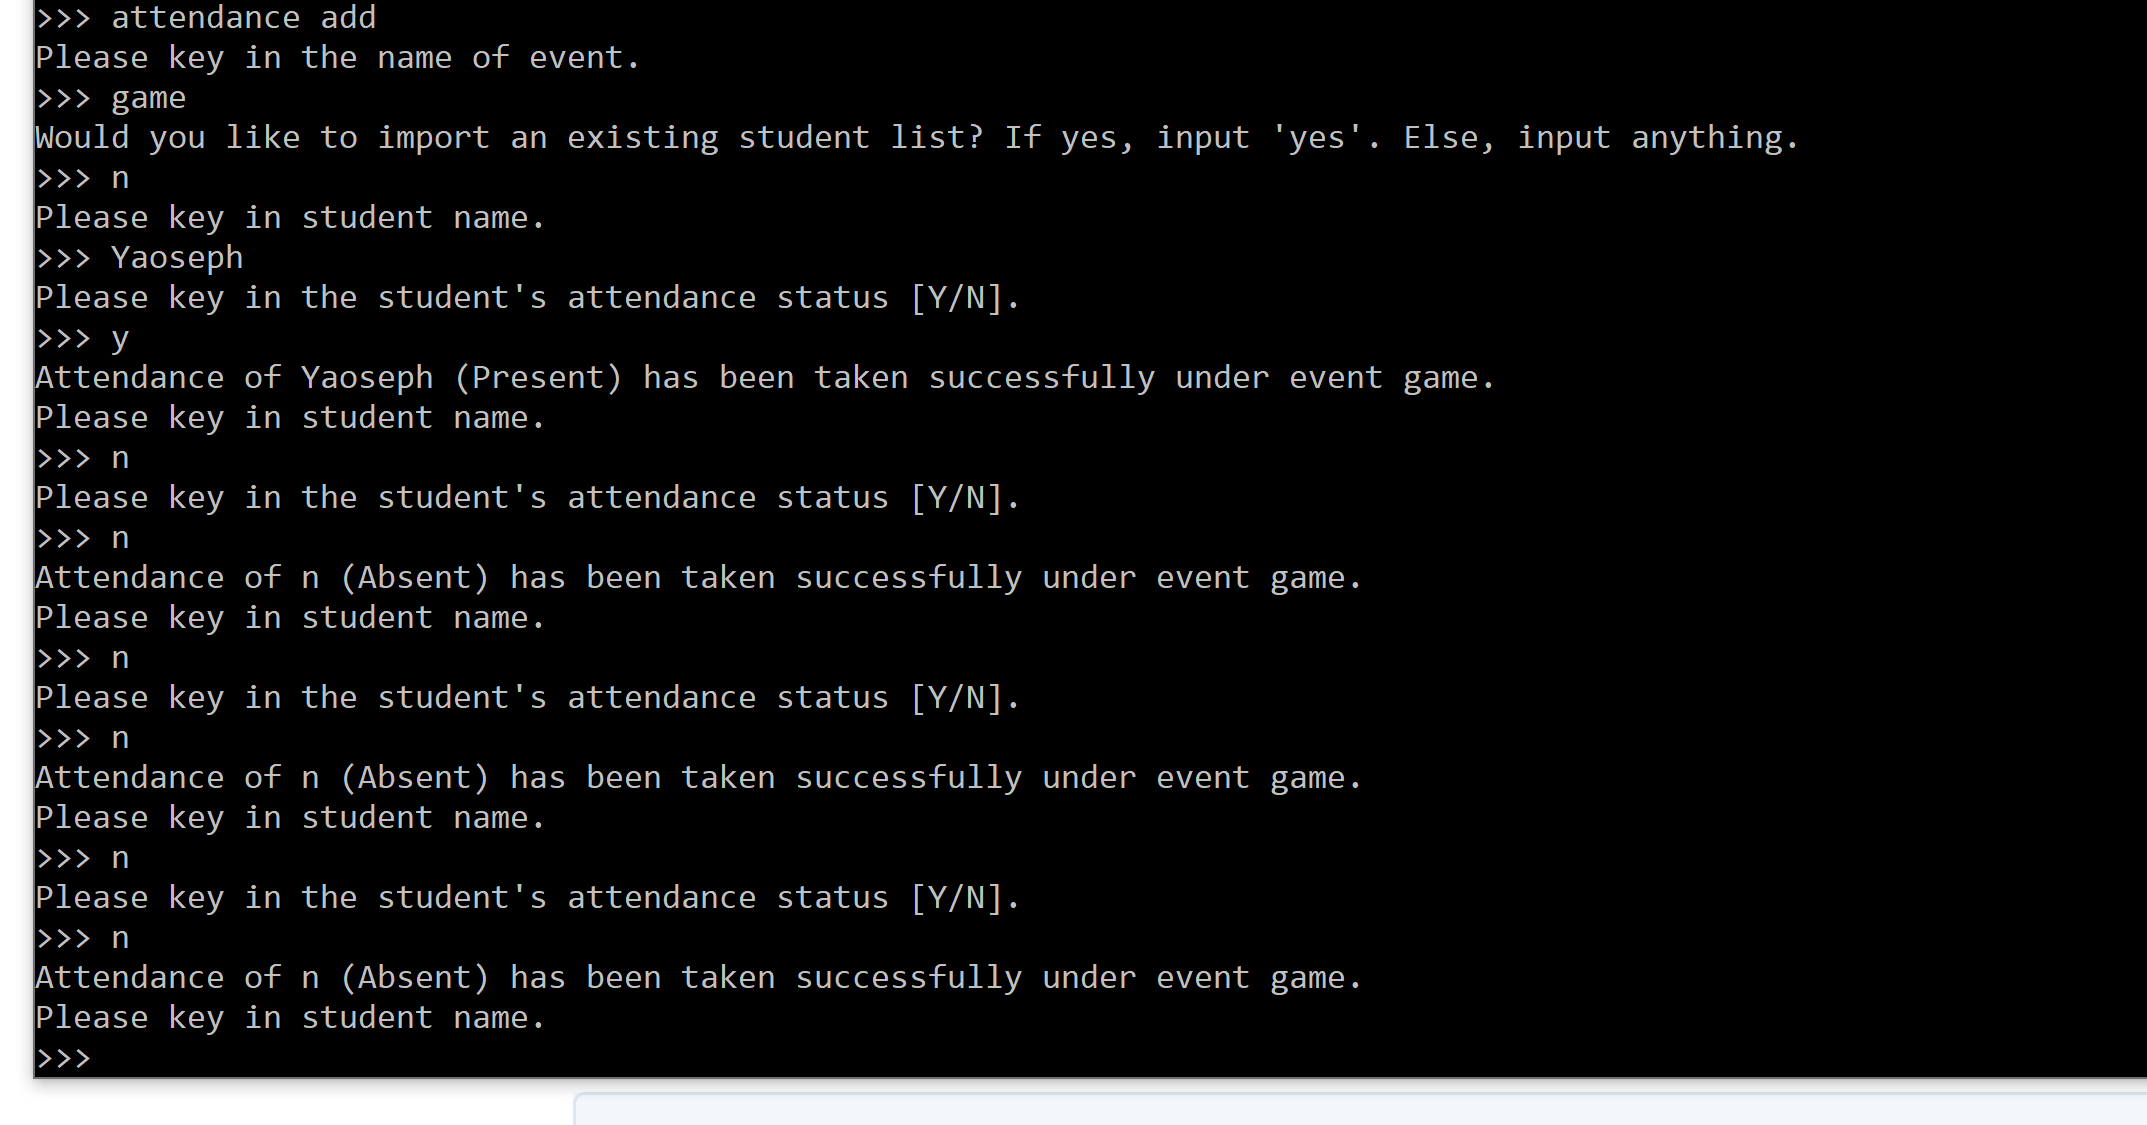 >>> attendance add
Please key in the name of event.
>>> game
Would you like to import an existing student list? If yes, input 'yes'. Else, input anything.
>>> n
Please key in student name.
>>> Yaoseph
Please key in the student's attendance status [Y/N].
>>> y
Attendance of Yaoseph (Present) has been taken successfully under event game.
Please key in student name.
>>> n
Please key in the student's attendance status [Y/N].
>>> n
Attendance of n (Absent) has been taken successfully under event game.
Please key in student name.
>>> n
Please key in the student's attendance status [Y/N].
>>> n
Attendance of n (Absent) has been taken successfully under event game.
Please key in student name.
>>> n
Please key in the student's attendance status [Y/N].
>>> n
Attendance of n (Absent) has been taken successfully under event game.
Please key in student name.
>>>